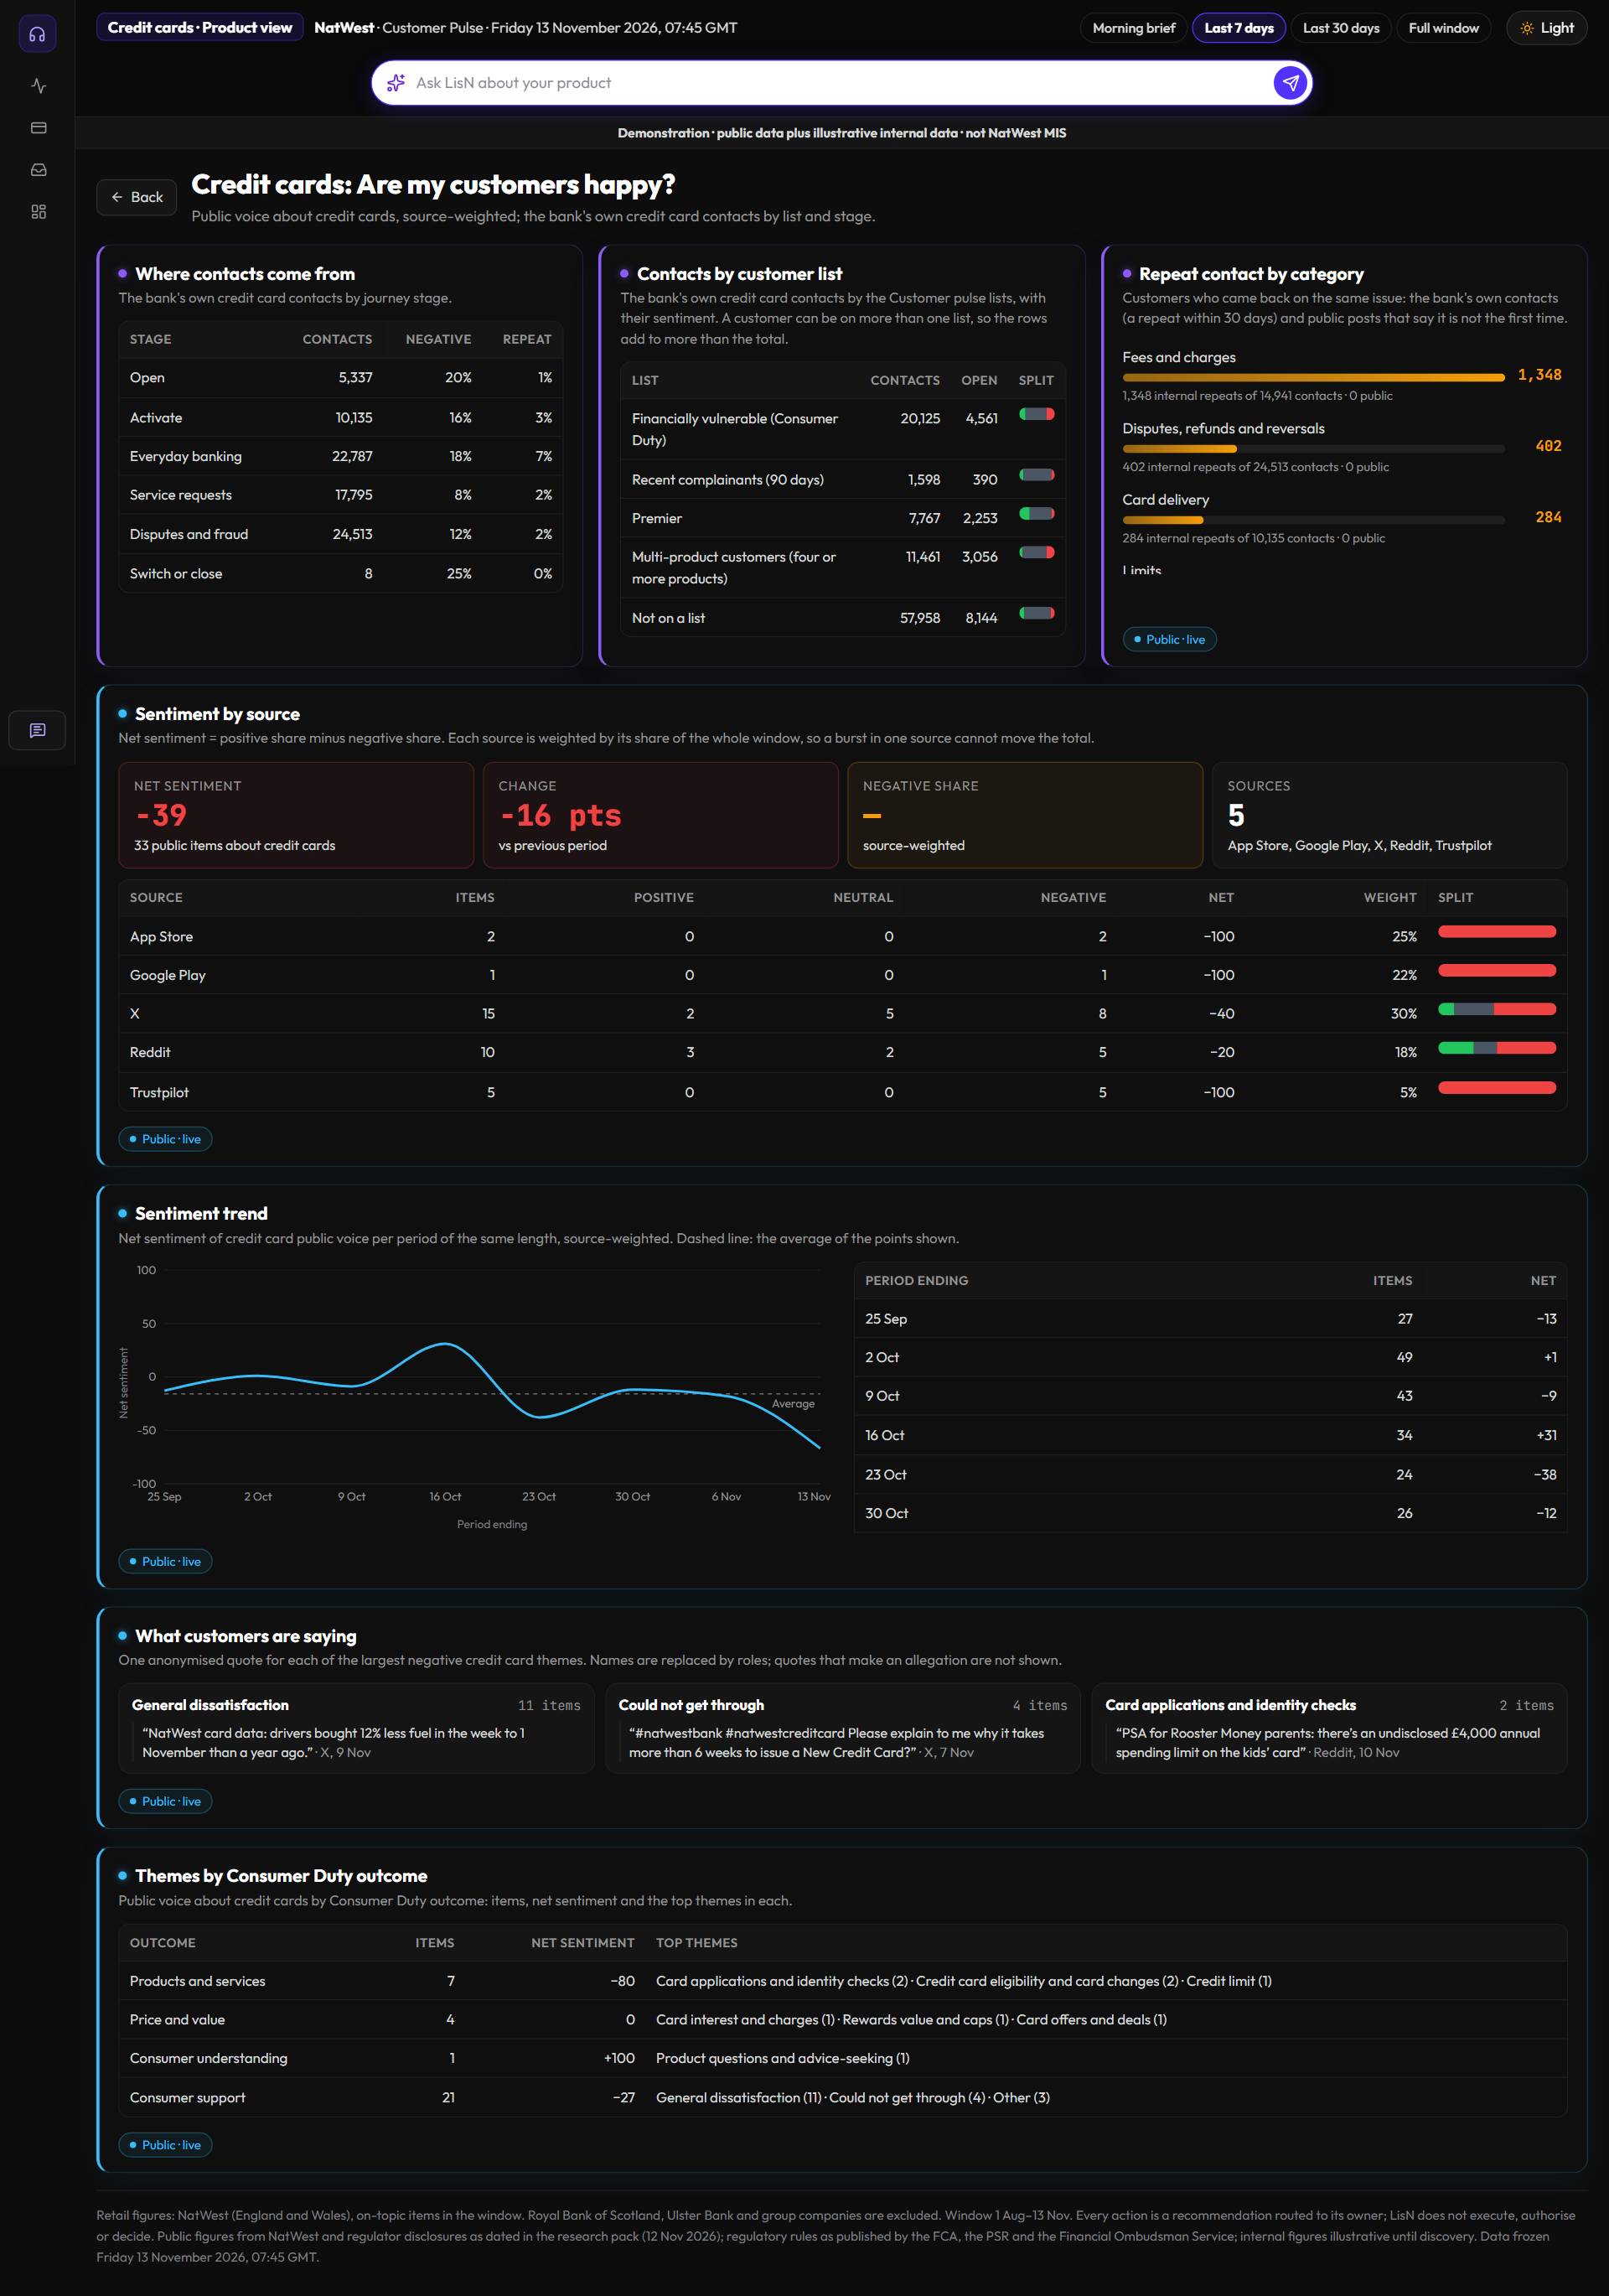 Credit cards · Product view
NatWest · Customer Pulse · Friday 13 November 2026, 07:45 GMT
Morning brief
Last 7 days
Last 30 days
Full window
Light
Ask LisN about your product
Demonstration · public data plus illustrative internal data · not NatWest MIS
Back
Credit cards: Are my customers happy?
Public voice about credit cards, source-weighted; the bank's own credit card contacts by list and stage.
Where contacts come from
The bank's own credit card contacts by journey stage.
STAGE CONTACTS NEGATIVE REPEAT
Open 5,337 20% 1%
Activate 10,135 16% 3%
Everyday banking 22,787 18% 7%
Service requests 17,795 8% 2%
Disputes and fraud 24,513 12% 2%
Switch or close 8 25% 0%
Contacts by customer list
The bank's own credit card contacts by the Customer pulse lists, with
their sentiment. A customer can be on more than one list, so the rows
add to more than the total.
LIST CONTACTS OPEN SPLIT
Financially vulnerable (Consumer
Duty) 20,125 4,561
Recent complainants (90 days) 1,598 390
Premier 7,767 2,253
Multi-product customers (four or
more products) 11,461 3,056
Not on a list 57,958 8,144
Repeat contact by category
Customers who came back on the same issue: the bank's own contacts
(a repeat within 30 days) and public posts that say it is not the first time.
Fees and charges
1,348
1,348 internal repeats of 14,941 contacts · 0 public
Disputes, refunds and reversals
402
402 internal repeats of 24,513 contacts · 0 public
Card delivery
284
284 internal repeats of 10,135 contacts · 0 public
Limits
Public · live
Sentiment by source
Net sentiment = positive share minus negative share. Each source is weighted by its share of the whole window, so a burst in one source cannot move the total.
NET SENTIMENT
-39
33 public items about credit cards
CHANGE
-16 pts
vs previous period
NEGATIVE SHARE
–
source-weighted
SOURCES
5
App Store, Google Play, X, Reddit, Trustpilot
SOURCE ITEMS POSITIVE NEUTRAL NEGATIVE NET WEIGHT SPLIT
App Store 2 0 0 2 −100 25%
Google Play 1 0 0 1 −100 22%
X 15 2 5 8 −40 30%
Reddit 10 3 2 5 −20 18%
Trustpilot 5 0 0 5 −100 5%
Public · live
Sentiment trend
Net sentiment of credit card public voice per period of the same length, source-weighted. Dashed line: the average of the points shown.
100
50
0
-50
-100
Net sentiment
Average
25 Sep 2 Oct 9 Oct 16 Oct 23 Oct 30 Oct 6 Nov 13 Nov
Period ending
PERIOD ENDING ITEMS NET
25 Sep 27 −13
2 Oct 49 +1
9 Oct 43 −9
16 Oct 34 +31
23 Oct 24 −38
30 Oct 26 −12
Public · live
What customers are saying
One anonymised quote for each of the largest negative credit card themes. Names are replaced by roles; quotes that make an allegation are not shown.
General dissatisfaction 11 items
“NatWest card data: drivers bought 12% less fuel in the week to 1
November than a year ago.” · X, 9 Nov
Could not get through 4 items
“#natwestbank #natwestcreditcard Please explain to me why it takes
more than 6 weeks to issue a New Credit Card?” · X, 7 Nov
Card applications and identity checks 2 items
“PSA for Rooster Money parents: there’s an undisclosed £4,000 annual
spending limit on the kids’ card” · Reddit, 10 Nov
Public · live
Themes by Consumer Duty outcome
Public voice about credit cards by Consumer Duty outcome: items, net sentiment and the top themes in each.
OUTCOME ITEMS NET SENTIMENT TOP THEMES
Products and services 7 −80 Card applications and identity checks (2) · Credit card eligibility and card changes (2) · Credit limit (1)
Price and value 4 0 Card interest and charges (1) · Rewards value and caps (1) · Card offers and deals (1)
Consumer understanding 1 +100 Product questions and advice-seeking (1)
Consumer support 21 −27 General dissatisfaction (11) · Could not get through (4) · Other (3)
Public · live
Retail figures: NatWest (England and Wales), on-topic items in the window. Royal Bank of Scotland, Ulster Bank and group companies are excluded. Window 1 Aug–13 Nov. Every action is a recommendation routed to its owner; LisN does not execute, authorise
or decide. Public figures from NatWest and regulator disclosures as dated in the research pack (12 Nov 2026); regulatory rules as published by the FCA, the PSR and the Financial Ombudsman Service; internal figures illustrative until discovery. Data frozen
Friday 13 November 2026, 07:45 GMT.